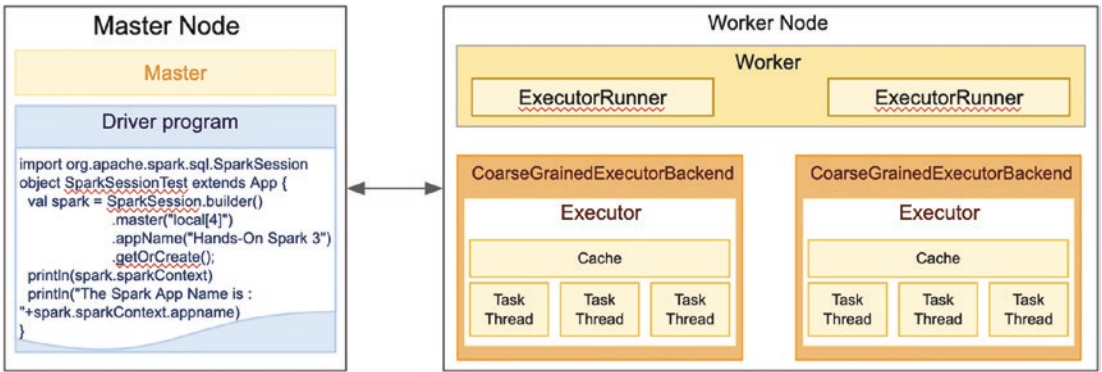 Master Node
Master
Driver program
import org.apache.spark.sql.SparkSession
object SparkSessionTest extends App {
val spark = SparkSession.builder()
.master("local[4]")
.appName("Hands-On Spark 3")
.getOrCreate();
println(spark.sparkContext)
println("The Spark App Name is :
"+spark.sparkContext.appname)
}
Worker Node
Worker
ExecutorRunner
ExecutorRunner
CoarseGrainedExecutorBackend
Executor
Cache
Task
Thread
Task
Thread
Task
Thread
CoarseGrainedExecutorBackend
Executor
Cache
Task
Thread
Task
Thread
Task
Thread